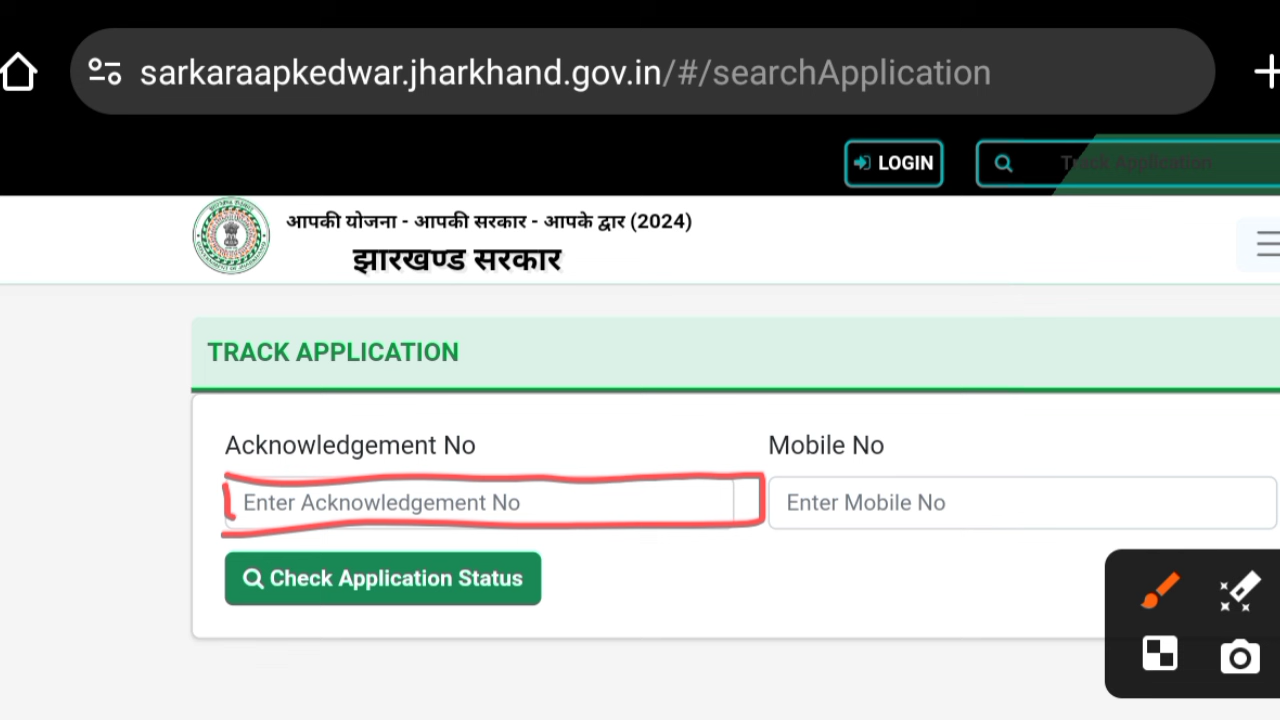 sarkaraapkedwar.jharkhand.gov.in/#/searchApplication
LOGIN
Track Application
आपकी योजना - आपकी सरकार - आपके द्वार (2024)
झारखण्ड सरकार
TRACK APPLICATION
Acknowledgement No
Mobile No
Enter Acknowledgement No
Enter Mobile No
Check Application Status